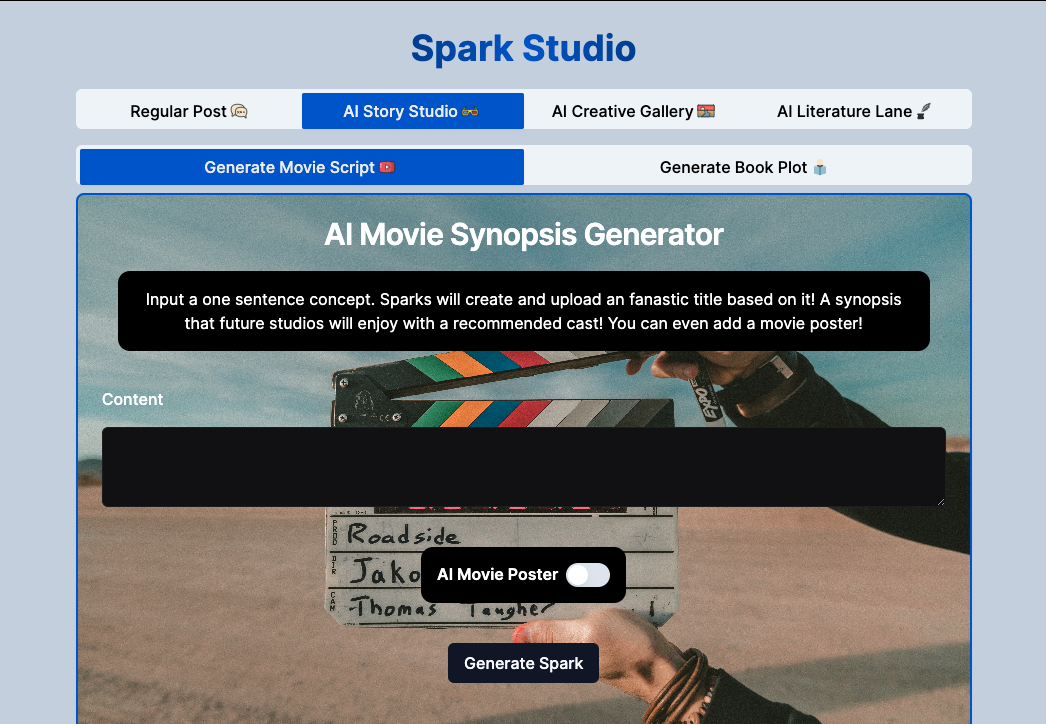 Spark Studio
Regular Post 💬 AI Story Studio 🕶️ AI Creative Gallery 🖼️ AI Literature Lane ✒️
Generate Movie Script Generate Book Plot
AI Movie Synopsis Generator
Input a one sentence concept. Sparks will create and upload an fanastic title based on it! A synopsis
that future studios will enjoy with a recommended cast! You can even add a movie poster!
EXPO
Content
PROD Roadside
DIR Jako
AI Movie Poster
CAM Thomas Taughe
Generate Spark